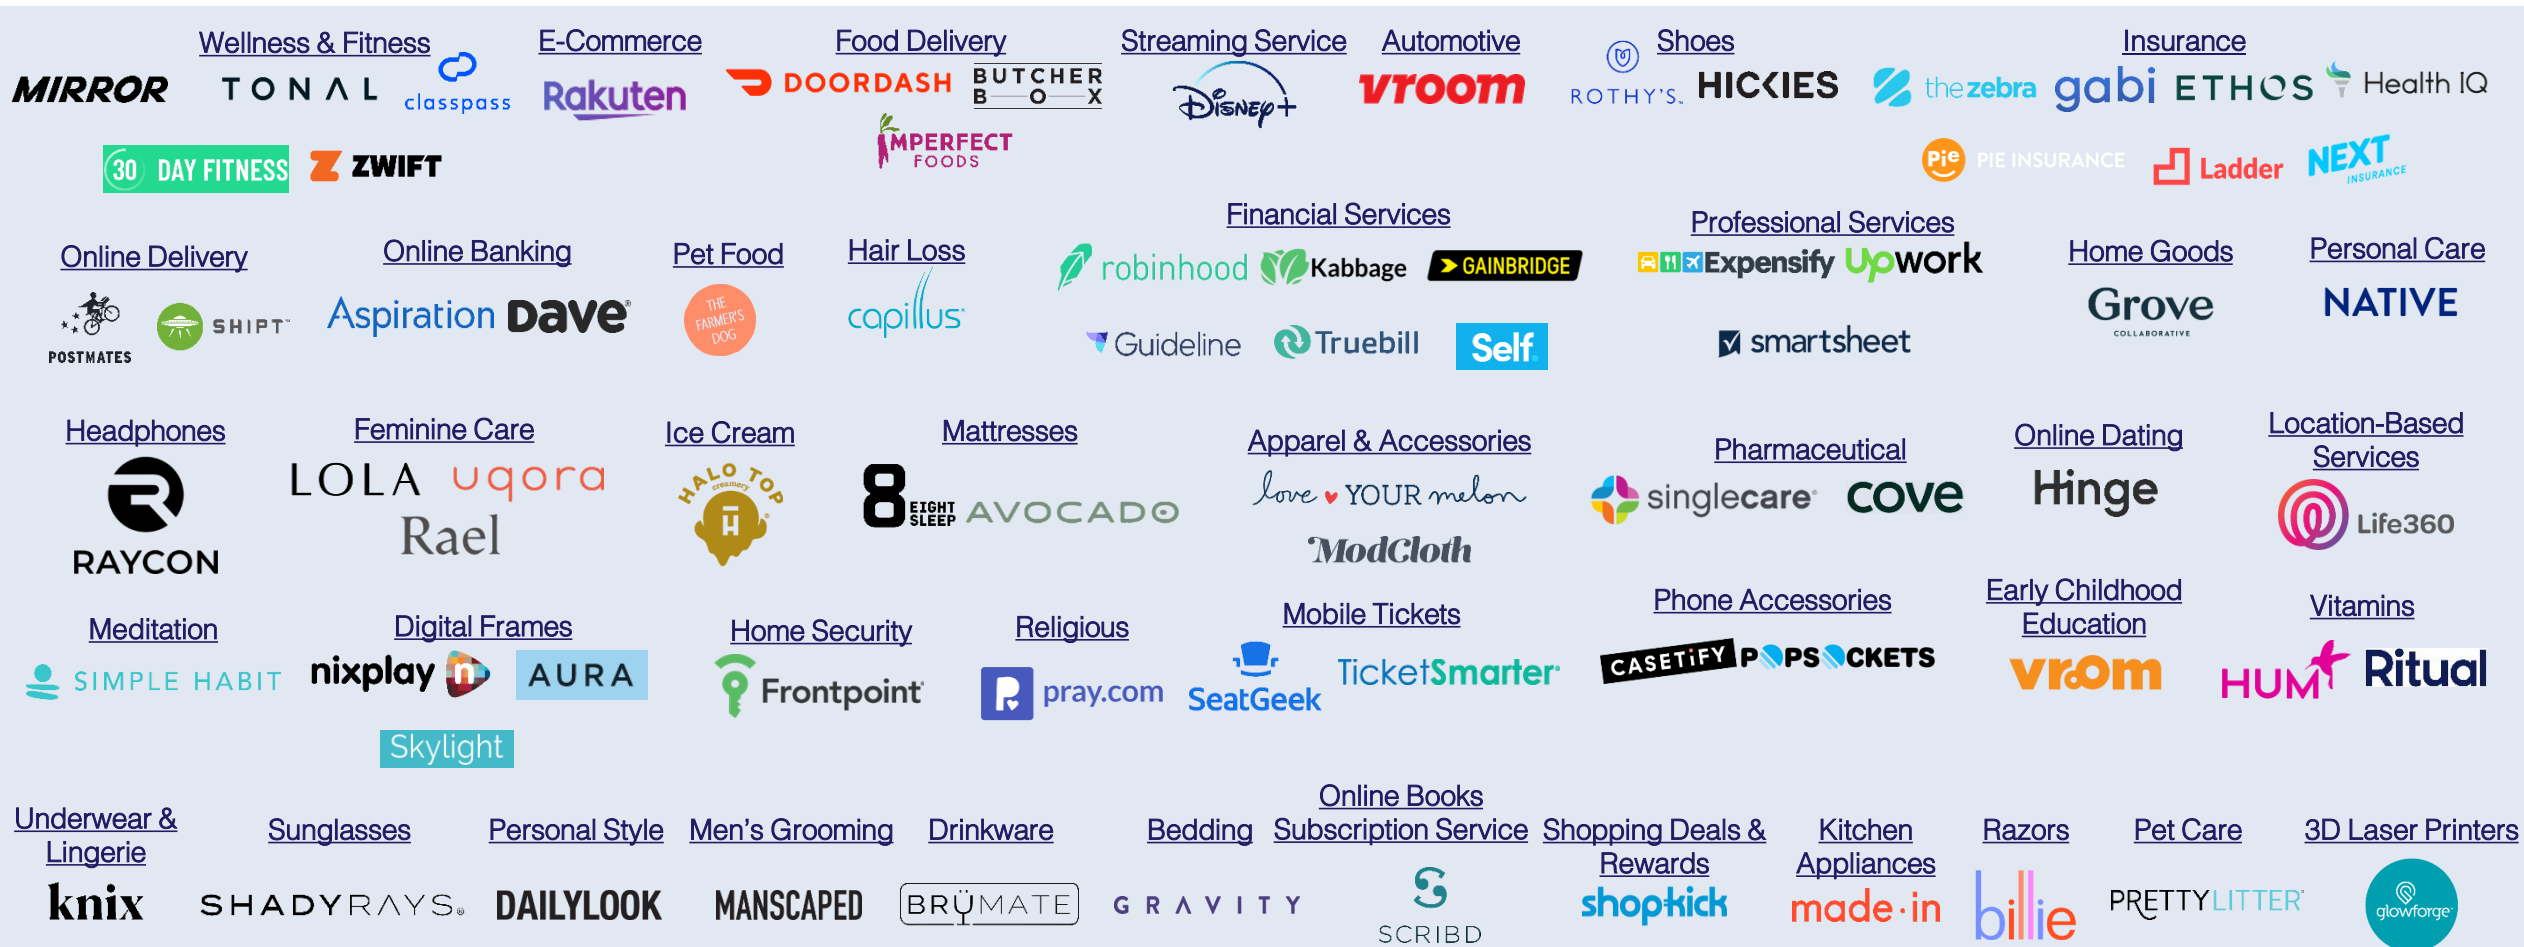 Wellness & Fitness
MIRROR
TONAL
classpass
30 DAY FITNESS
ZWIFT
E-Commerce
Rakuten
Food Delivery
DOORDASH
BUTCHER
BOX
IMPERFECT
FOODS
Streaming Service
Disney+
Automotive
vroom
Shoes
ROTHY'S™
HICKIES
Insurance
the zebra
gabi
ETHOS
Health IQ
Pie PIE INSURANCE
Ladder
NEXT
INSURANCE
Online Delivery
POSTMATES
SHIPT™
Online Banking
Aspiration
Dave®
Pet Food
THE
FARMER'S
DOG
Hair Loss
capillus
Financial Services
robinhood
Kabbage
GAINBRIDGE
Guideline
Truebill
Self.
Professional Services
Expensify
Upwork
smartsheet
Home Goods
Grove
COLLABORATIVE
Personal Care
NATIVE
Headphones
RAYCON
Feminine Care
LOLA
uqora
Rael
Ice Cream
HALO TOP
creamery
H
Mattresses
8 EIGHT
SLEEP
AVOCADO
Apparel & Accessories
love YOUR melon
ModCloth
Pharmaceutical
singlecare®
cove
Online Dating
Hinge
Location-Based
Services
Life360
Meditation
SIMPLE HABIT
Digital Frames
nixplay n
AURA
Skylight
Home Security
Frontpoint
Religious
pray.com
Mobile Tickets
SeatGeek
TicketSmarter
Phone Accessories
CASETiFY
POPSOCKETS
Early Childhood
Education
vroom
Vitamins
HUM
Ritual
Underwear &
Lingerie
knix
Sunglasses
SHADYRAYS®
Personal Style
DAILYLOOK
Men's Grooming
MANSCAPED
Drinkware
BRÜMATE
Bedding
GRAVITY
Online Books
Subscription Service
SCRIBD
Shopping Deals &
Rewards
shopkick
Kitchen
Appliances
made·in
Razors
billie
Pet Care
PRETTYLITTER
3D Laser Printers
glowforge